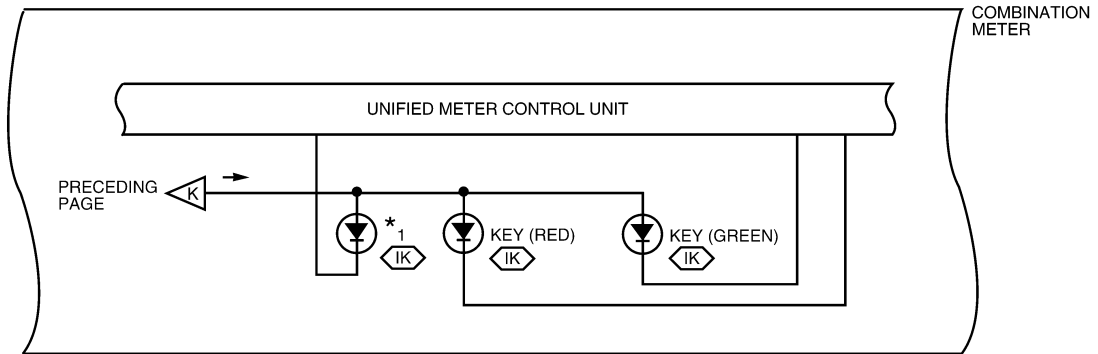 COMBINATION
METER
UNIFIED METER CONTROL UNIT
PRECEDING
PAGE
K
*1
IK
KEY (RED)
IK
KEY (GREEN)
IK